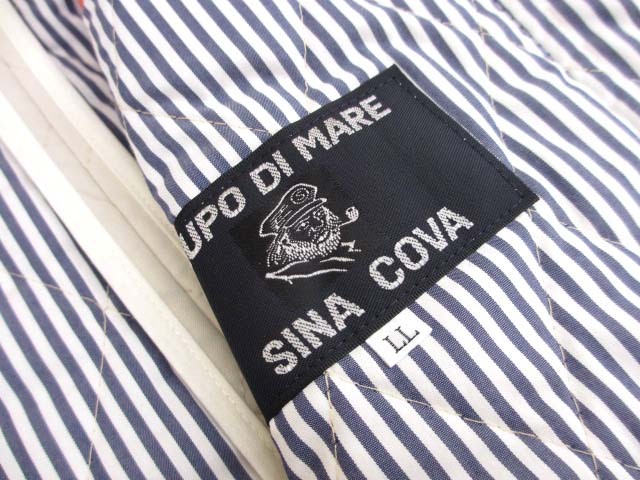 UPO DI MARE
S
SINA COVA
LL